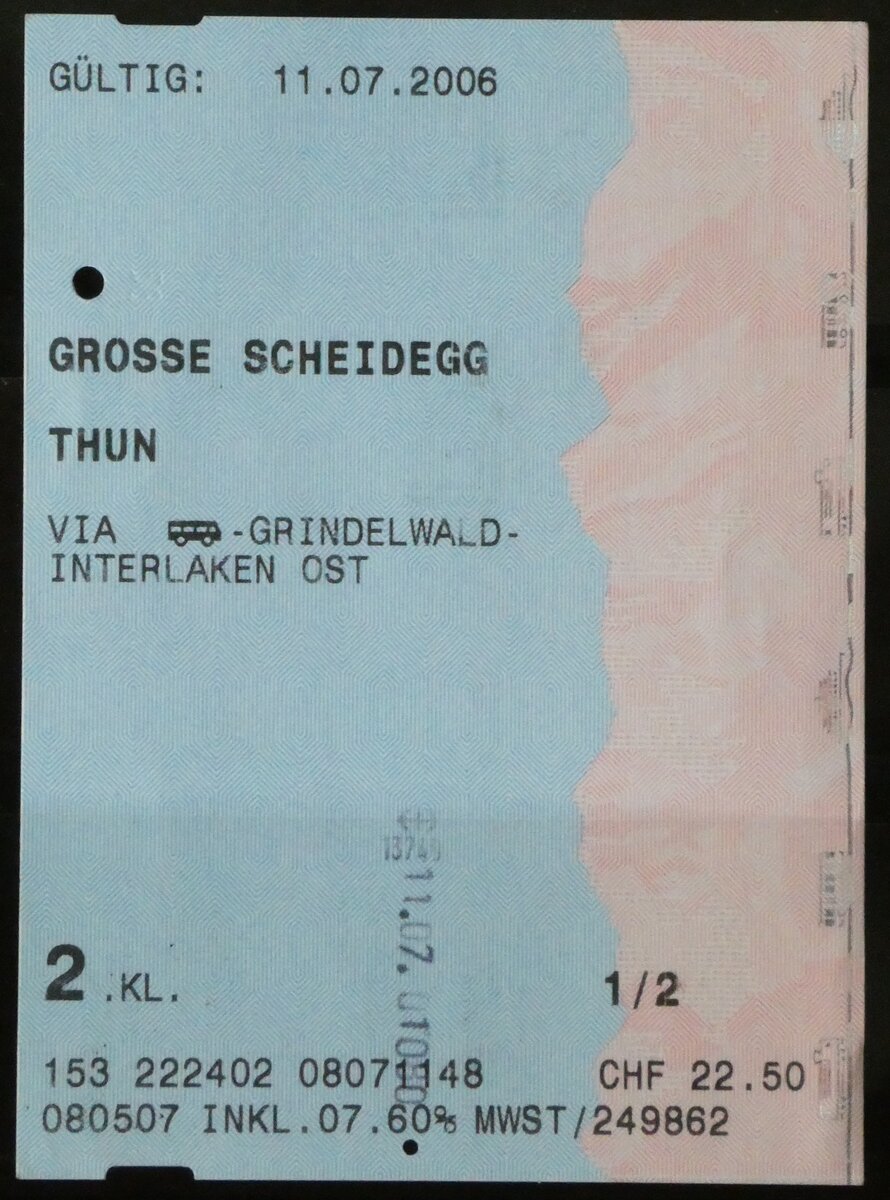 GÜLTIG: 11.07.2006
GROSSE SCHEIDEGG
THUN
VIA -GRINDELWALD-
INTERLAKEN OST
11.07.
2.KL. 1/2
153 222402 08071148 CHF 22.50
080507 INKL.07.60% MWST/249862